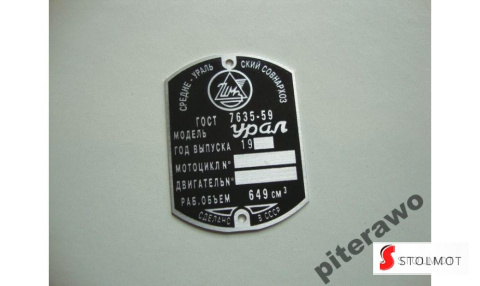 СРЕДНЕ-УРАЛЬСКИЙ СОВНАРХОЗ
ГОСТ 7635-59
МОДЕЛЬ Урал
ГОД ВЫПУСКА 19
МОТОЦИКЛ №
ДВИГАТЕЛЬ №
РАБ. ОБЪЕМ 649 СМ³
СДЕЛАНО В СССР
piterawo
S STOLMOT